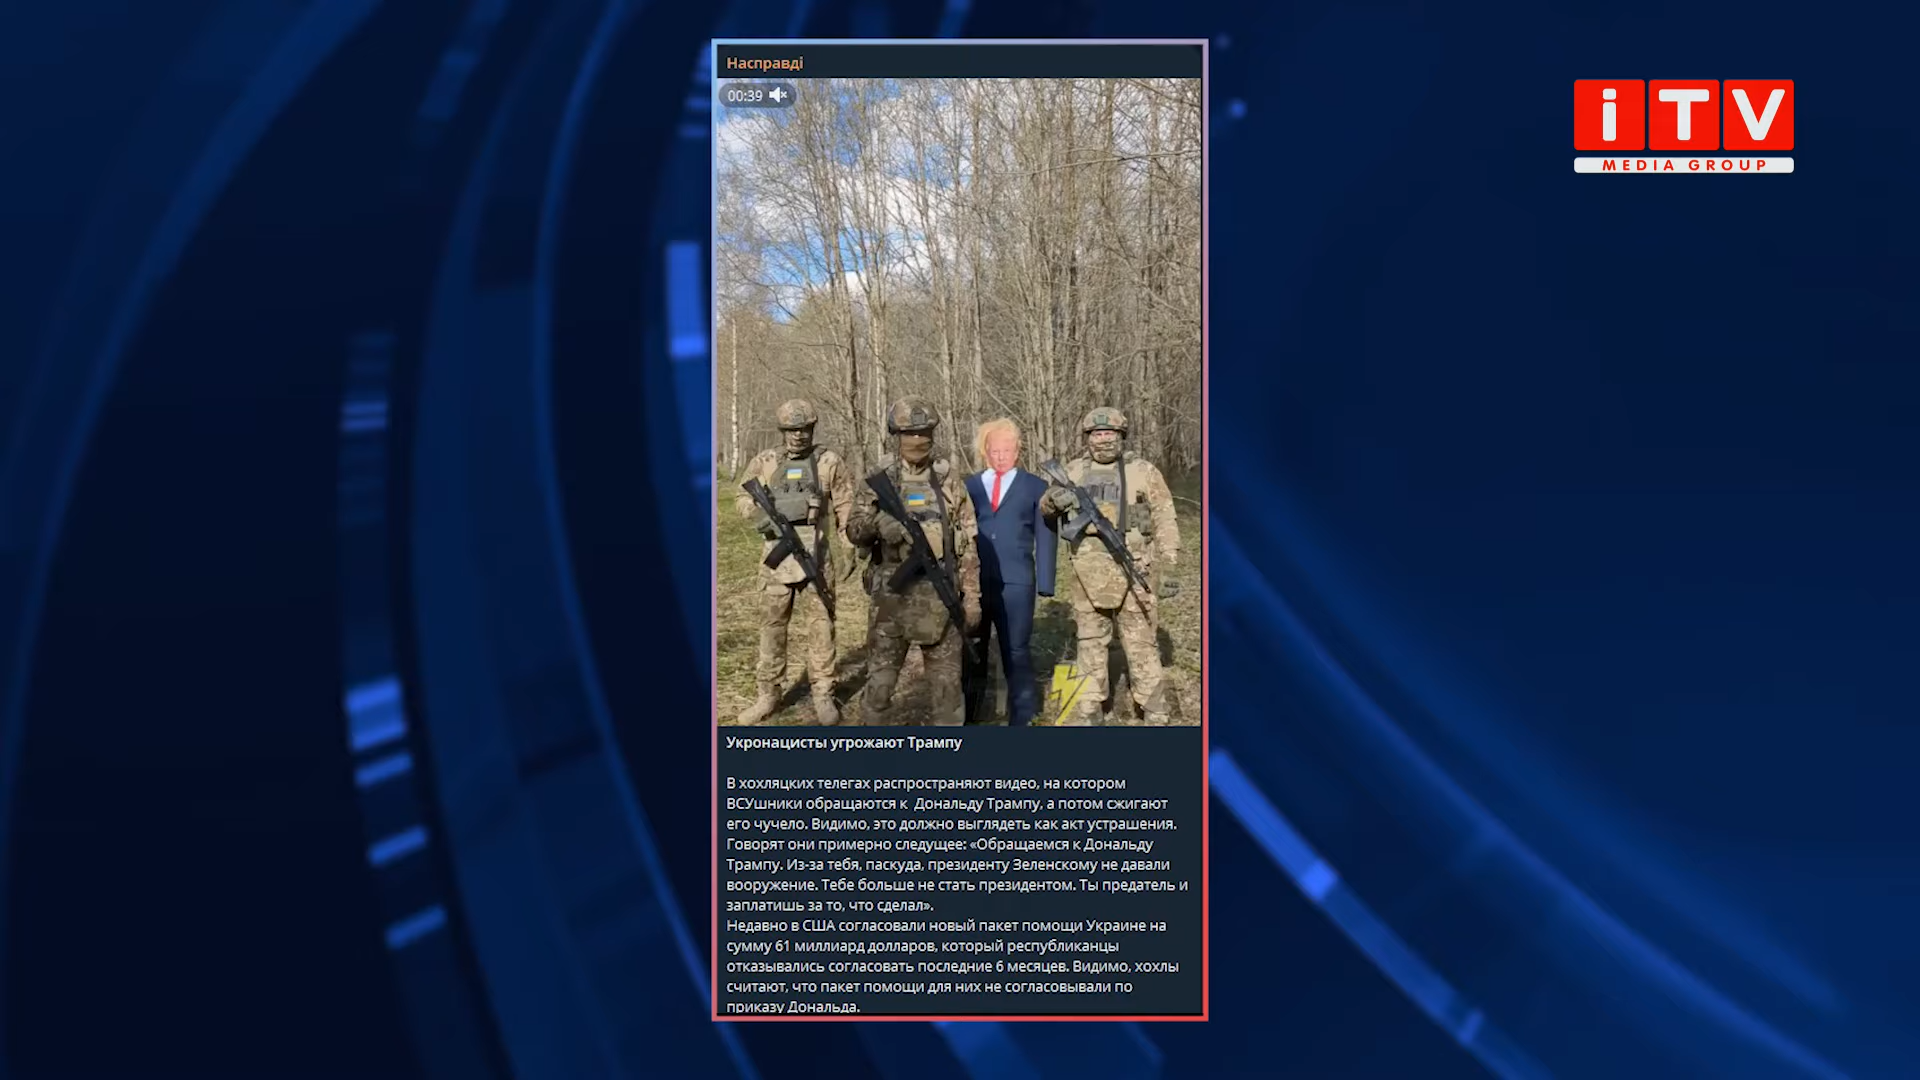 Насправді
00:39
iTV
MEDIA GROUP
Укронацисты угрожают Трампу
В хохляцких телегах распространяют видео, на котором
ВСУшники обращаются к Дональду Трампу, а потом сжигают
его чучело. Видимо, это должно выглядеть как акт устрашения.
Говорят они примерно следующее: «Обращаемся к Дональду
Трампу. Из-за тебя, паскуда, президенту Зеленскому не давали
вооружение. Тебе больше не стать президентом. Ты предатель и
заплатишь за то, что сделал».
Недавно в США согласовали новый пакет помощи Украине на
сумму 61 миллиард долларов, который республиканцы
отказывались согласовать последние 6 месяцев. Видимо, хохлы
считают, что пакет помощи для них не согласовывали по
приказу Дональда.